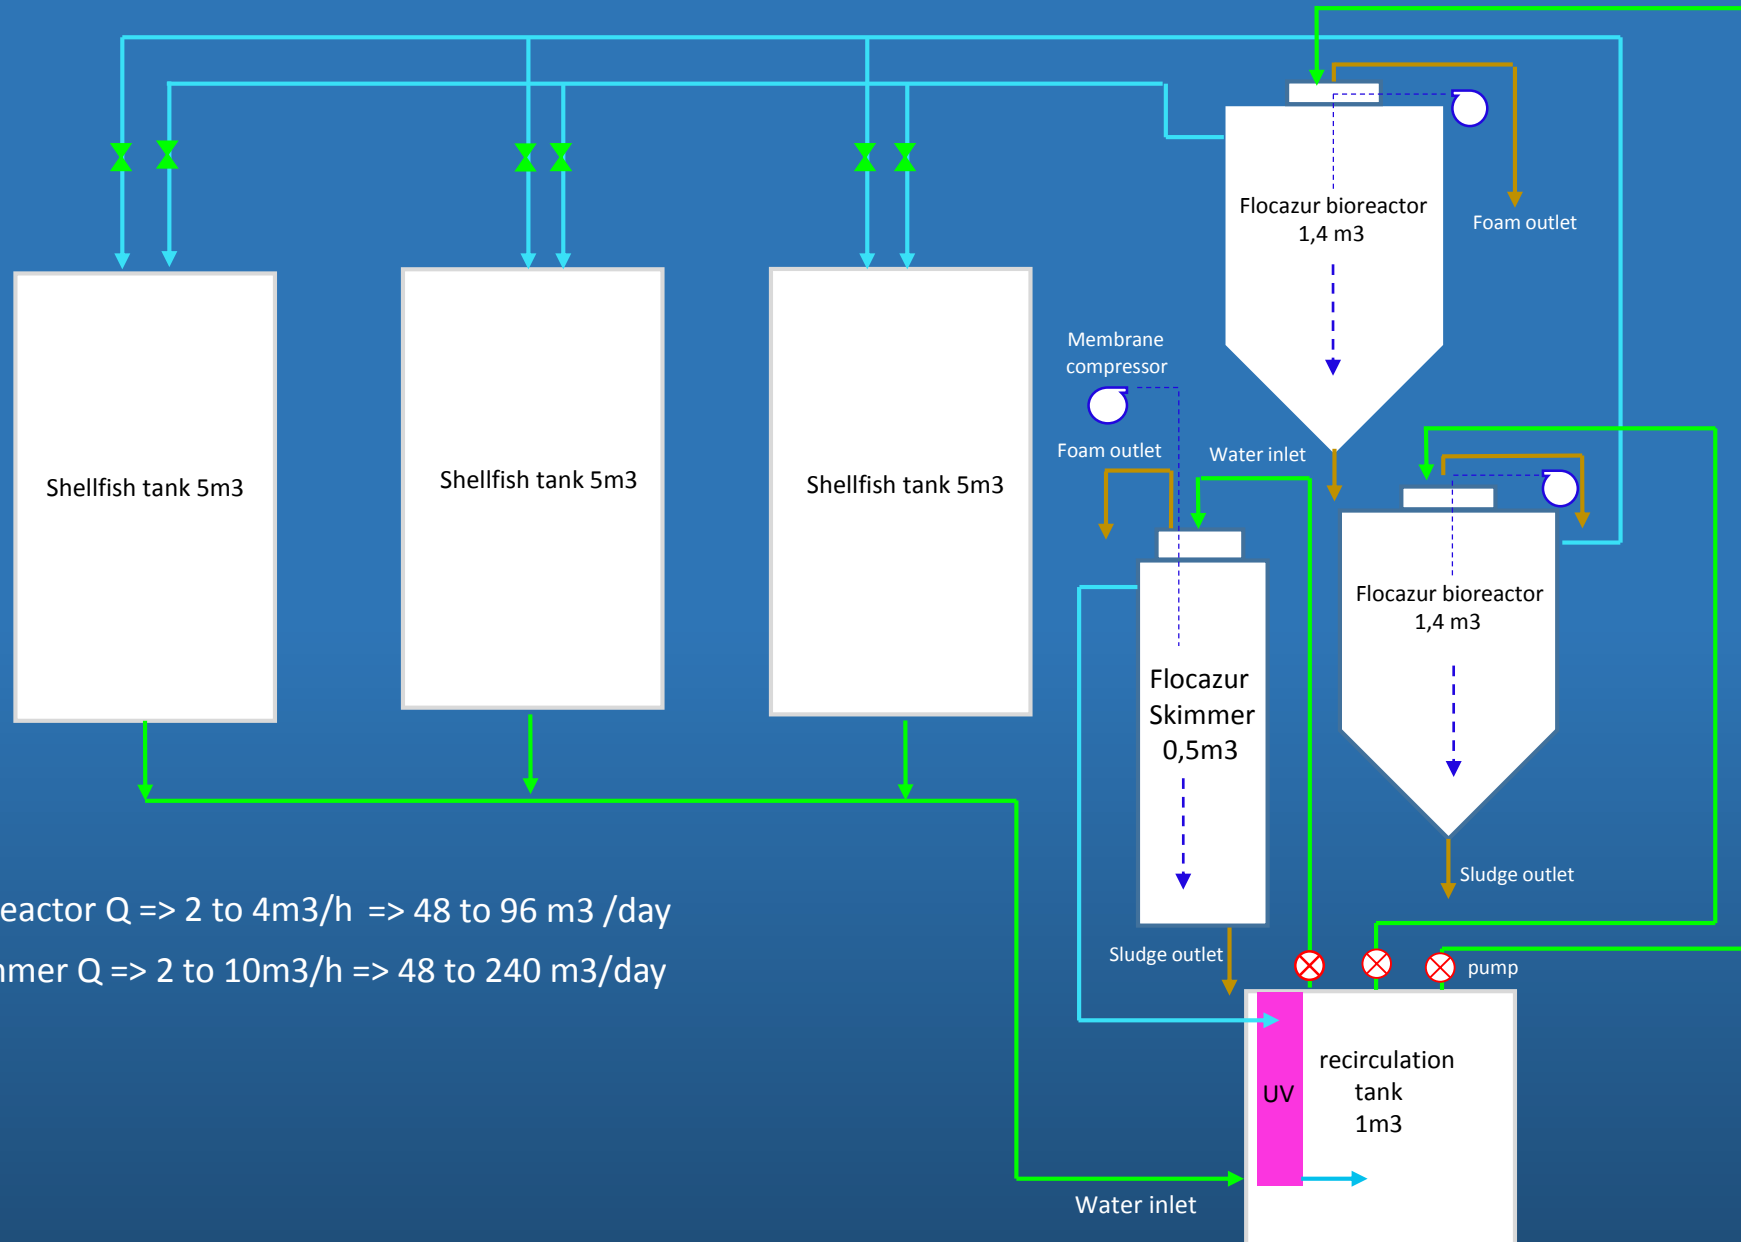 Flocazur bioreactor
1,4 m3
Foam outlet
Membrane
compressor
Foam outlet
Water inlet
Shellfish tank 5m3
Shellfish tank 5m3
Shellfish tank 5m3
Flocazur bioreactor
1,4 m3
Flocazur
Skimmer
0,5m3
Sludge outlet
eactor Q => 2 to 4m3/h => 48 to 96 m3 /day
Sludge outlet
mmer Q => 2 to 10m3/h => 48 to 240 m3/day
pump
recirculation
tank
1m3
UV
Water inlet